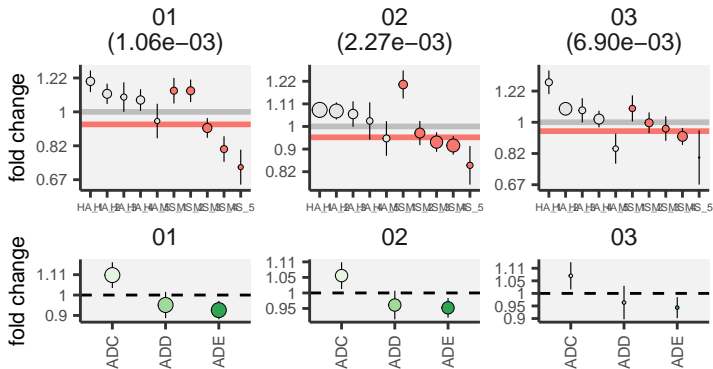 01
(1.06e−03)
02
(2.27e−03)
03
(6.90e−03)
fold change
1.22
1
0.82
0.67
1.22
1.11
1
0.9
0.82
1.22
1
0.82
0.67
01
02
03
fold change
1.11
1
0.9
1.11
1.05
1
0.95
1.11
1.05
1
0.95
0.9
ADC
ADD
ADE
ADC
ADD
ADE
ADC
ADD
ADE